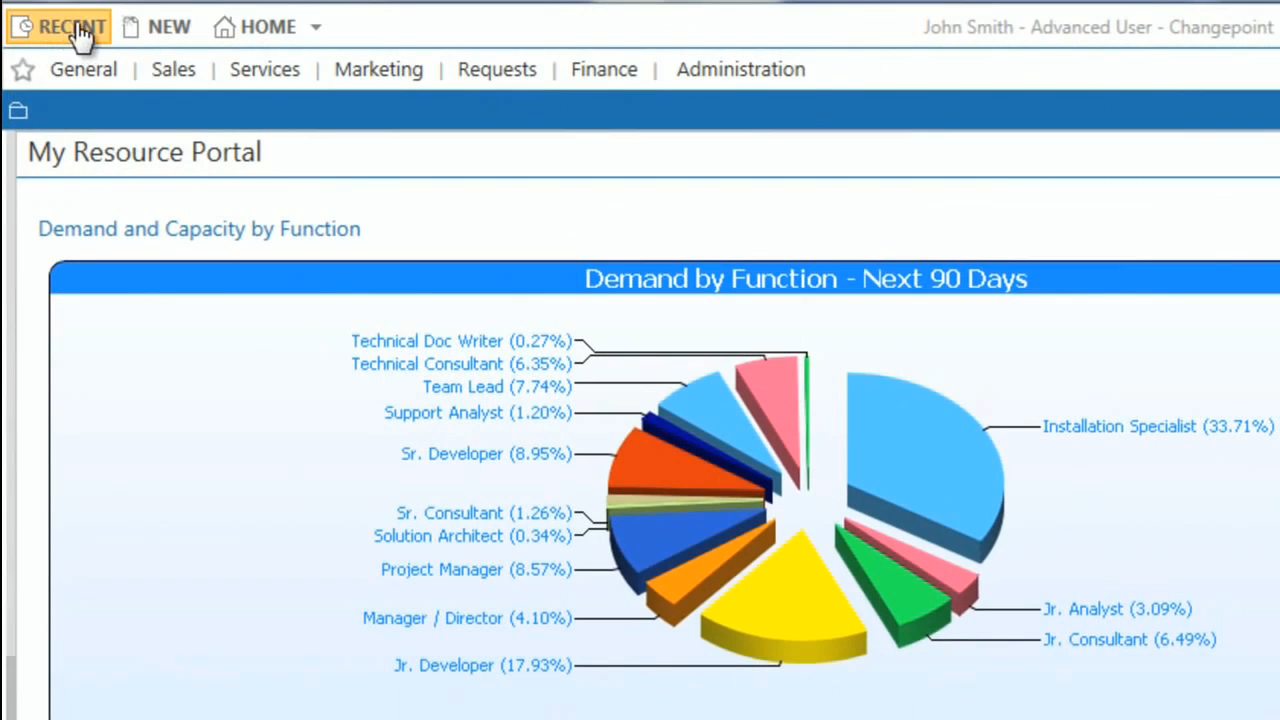 RECENT NEW HOME John Smith - Advanced User - Changepoint
General | Sales | Services | Marketing | Requests | Finance | Administration
My Resource Portal
Demand and Capacity by Function
Demand by Function - Next 90 Days
Technical Doc Writer (0.27%)
Technical Consultant (6.35%)
Team Lead (7.74%)
Support Analyst (1.20%)
Installation Specialist (33.71%)
Sr. Developer (8.95%)
Sr. Consultant (1.26%)
Solution Architect (0.34%)
Project Manager (8.57%)
Jr. Analyst (3.09%)
Manager / Director (4.10%)
Jr. Consultant (6.49%)
Jr. Developer (17.93%)